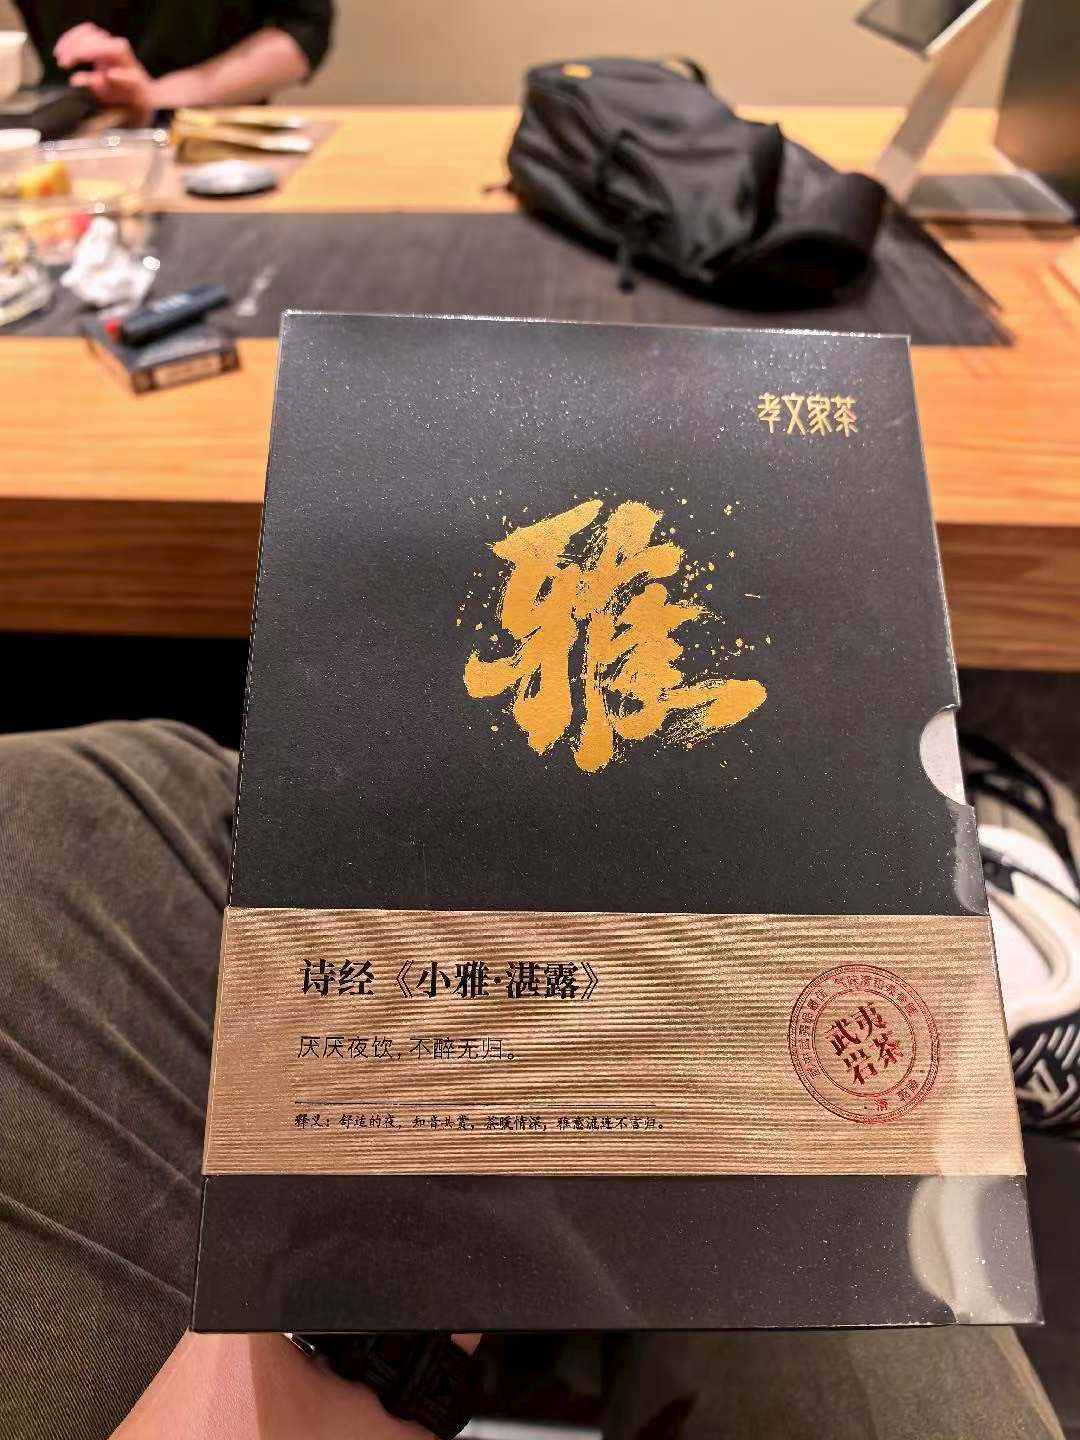 孝文家茶
雅
诗经《小雅·湛露》
厌厌夜饮，不醉无归。
释义：舒适的夜，知音共赏，茶暖情深，雅意流连不言归。
武夷
岩茶